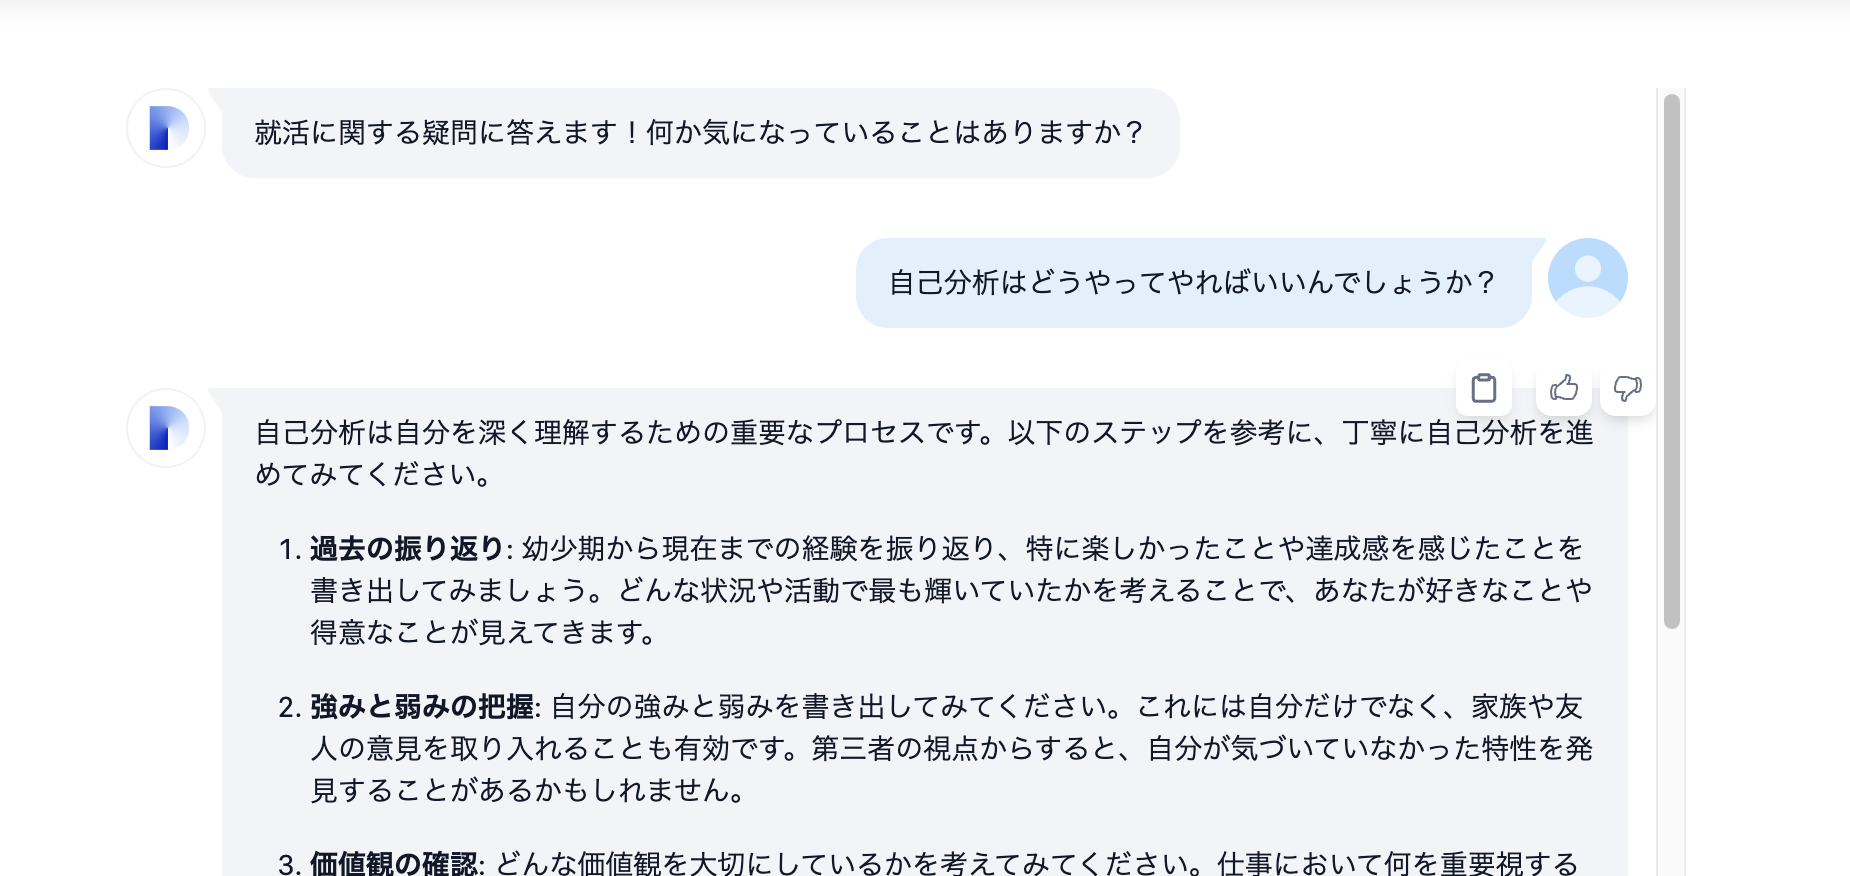 就活に関する疑問に答えます！何か気になっていることはありますか？
自己分析はどうやってやればいいんでしょうか？
自己分析は自分を深く理解するための重要なプロセスです。以下のステップを参考に、丁寧に自己分析を進
めてみてください。
1. 過去の振り返り: 幼少期から現在までの経験を振り返り、特に楽しかったことや達成感を感じたことを
書き出してみましょう。どんな状況や活動で最も輝いていたかを考えることで、あなたが好きなことや
得意なことが見えてきます。
2. 強みと弱みの把握: 自分の強みと弱みを書き出してみてください。これには自分だけでなく、家族や友
人の意見を取り入れることも有効です。第三者の視点からすると、自分が気づいていなかった特性を発
見することがあるかもしれません。
3. 価値観の確認: どんな価値観を大切にしているかを考えてみてください。仕事において何を重要視する